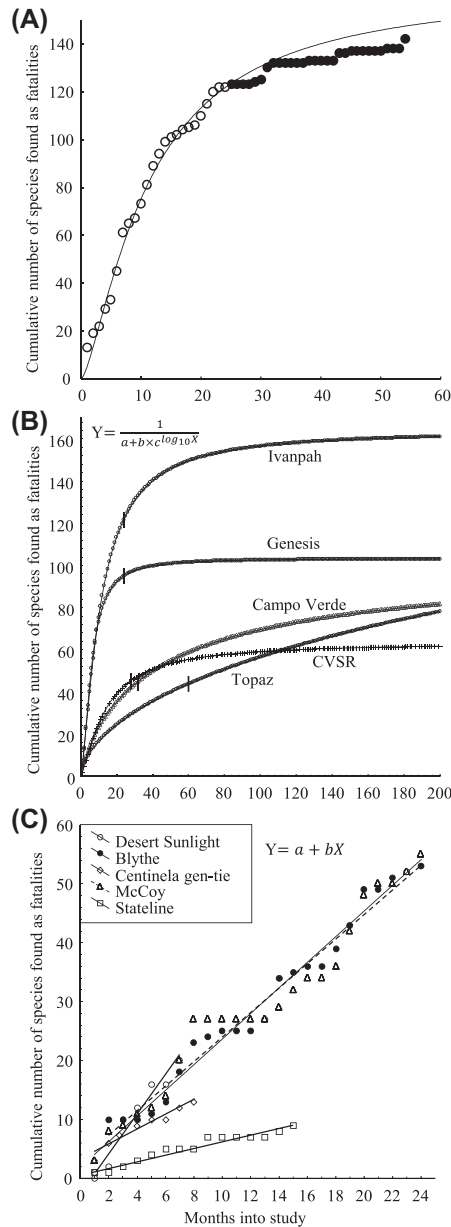 (A)
140
120
100
80
60
40
20
0
Cumulative number of species found as fatalities
0 10 20 30 40 50 60
(B)
Y= 1 / a+b×c^log10X
160
140
120
100
80
60
40
20
0
Cumulative number of species found as fatalities
Ivanpah
Genesis
Campo Verde
CVSR
Topaz
0 20 40 60 80 100 120 140 160 180 200
(C)
60
50
40
30
20
10
0
Cumulative number of species found as fatalities
Desert Sunlight
Blythe
Centinela gen-tie
McCoy
Stateline
Y= a + bX
0 2 4 6 8 10 12 14 16 18 20 22 24
Months into study